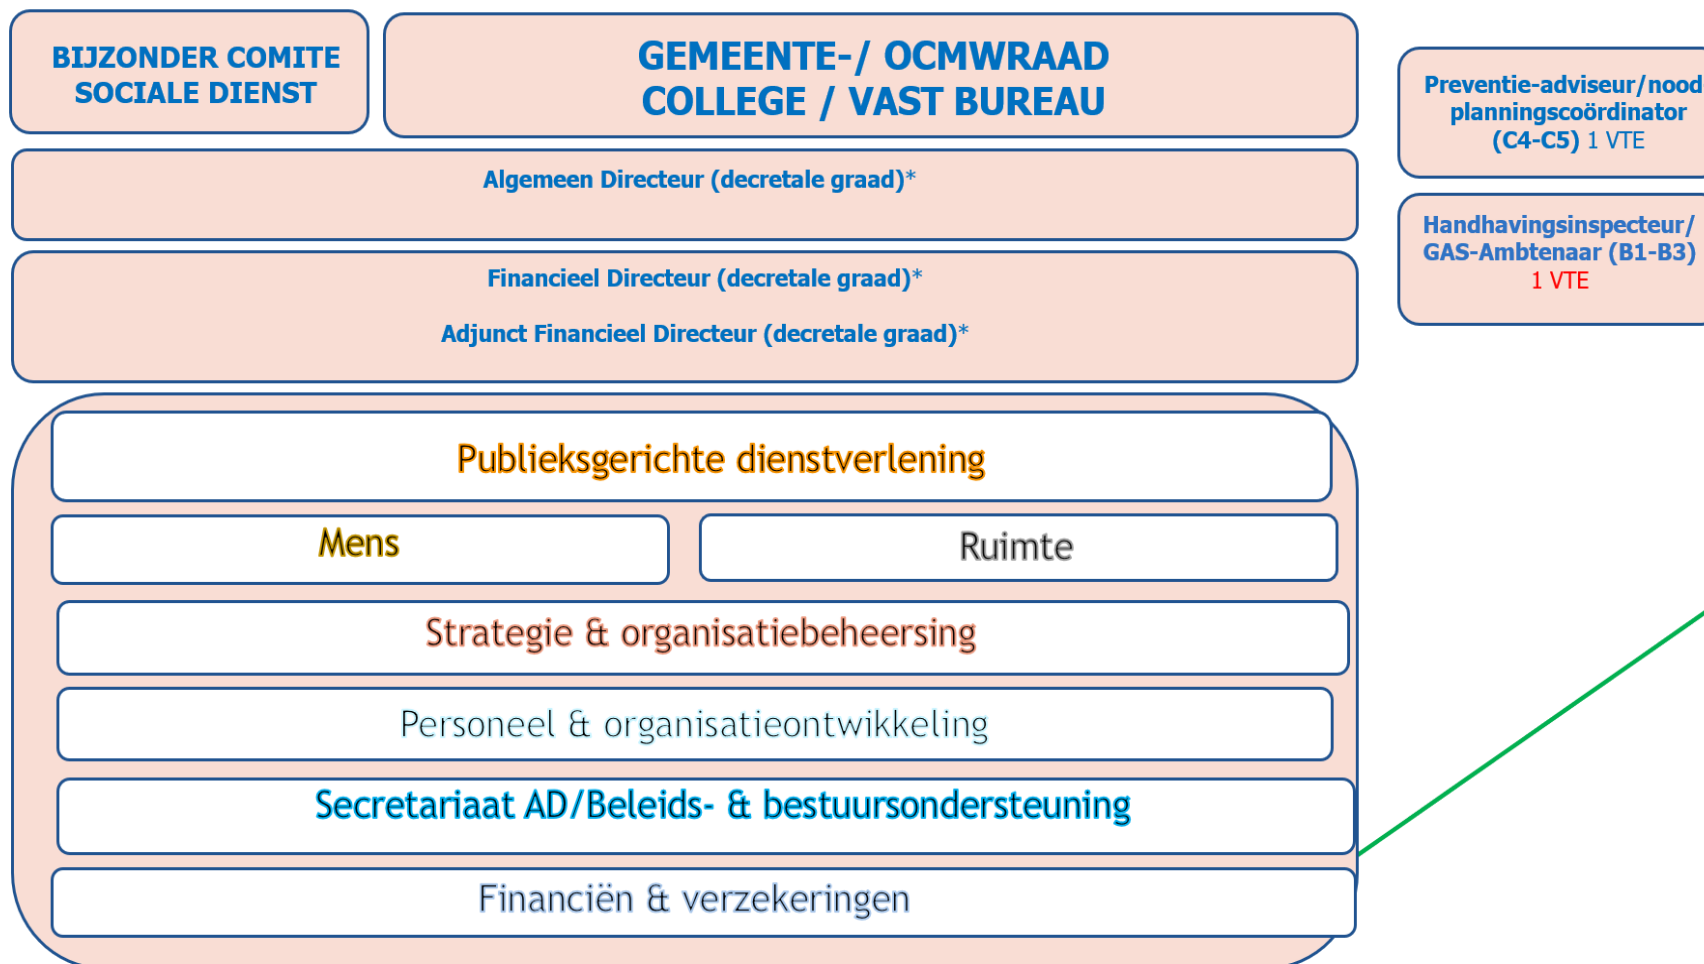 BIJZONDER COMITE
SOCIALE DIENST
GEMEENTE-/ OCMWRAAD
COLLEGE / VAST BUREAU
Preventie-adviseur/nood
planningscoördinator
(C4-C5) 1 VTE
Algemeen Directeur (decretale graad)*
Handhavingsinspecteur/
GAS-Ambtenaar (B1-B3)
1 VTE
Financieel Directeur (decretale graad)*
Adjunct Financieel Directeur (decretale graad)*
Publieksgerichte dienstverlening
Mens
Ruimte
Strategie & organisatiebeheersing
Personeel & organisatieontwikkeling
Secretariaat AD/Beleids- & bestuursondersteuning
Financiën & verzekeringen